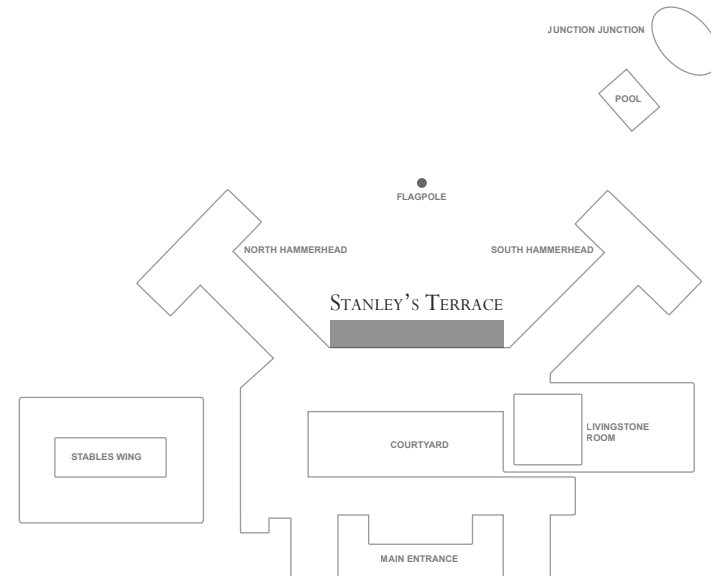 JUNCTION JUNCTION
POOL
FLAGPOLE
NORTH HAMMERHEAD
SOUTH HAMMERHEAD
Stanley’s Terrace
LIVINGSTONE
ROOM
COURTYARD
STABLES WING
MAIN ENTRANCE